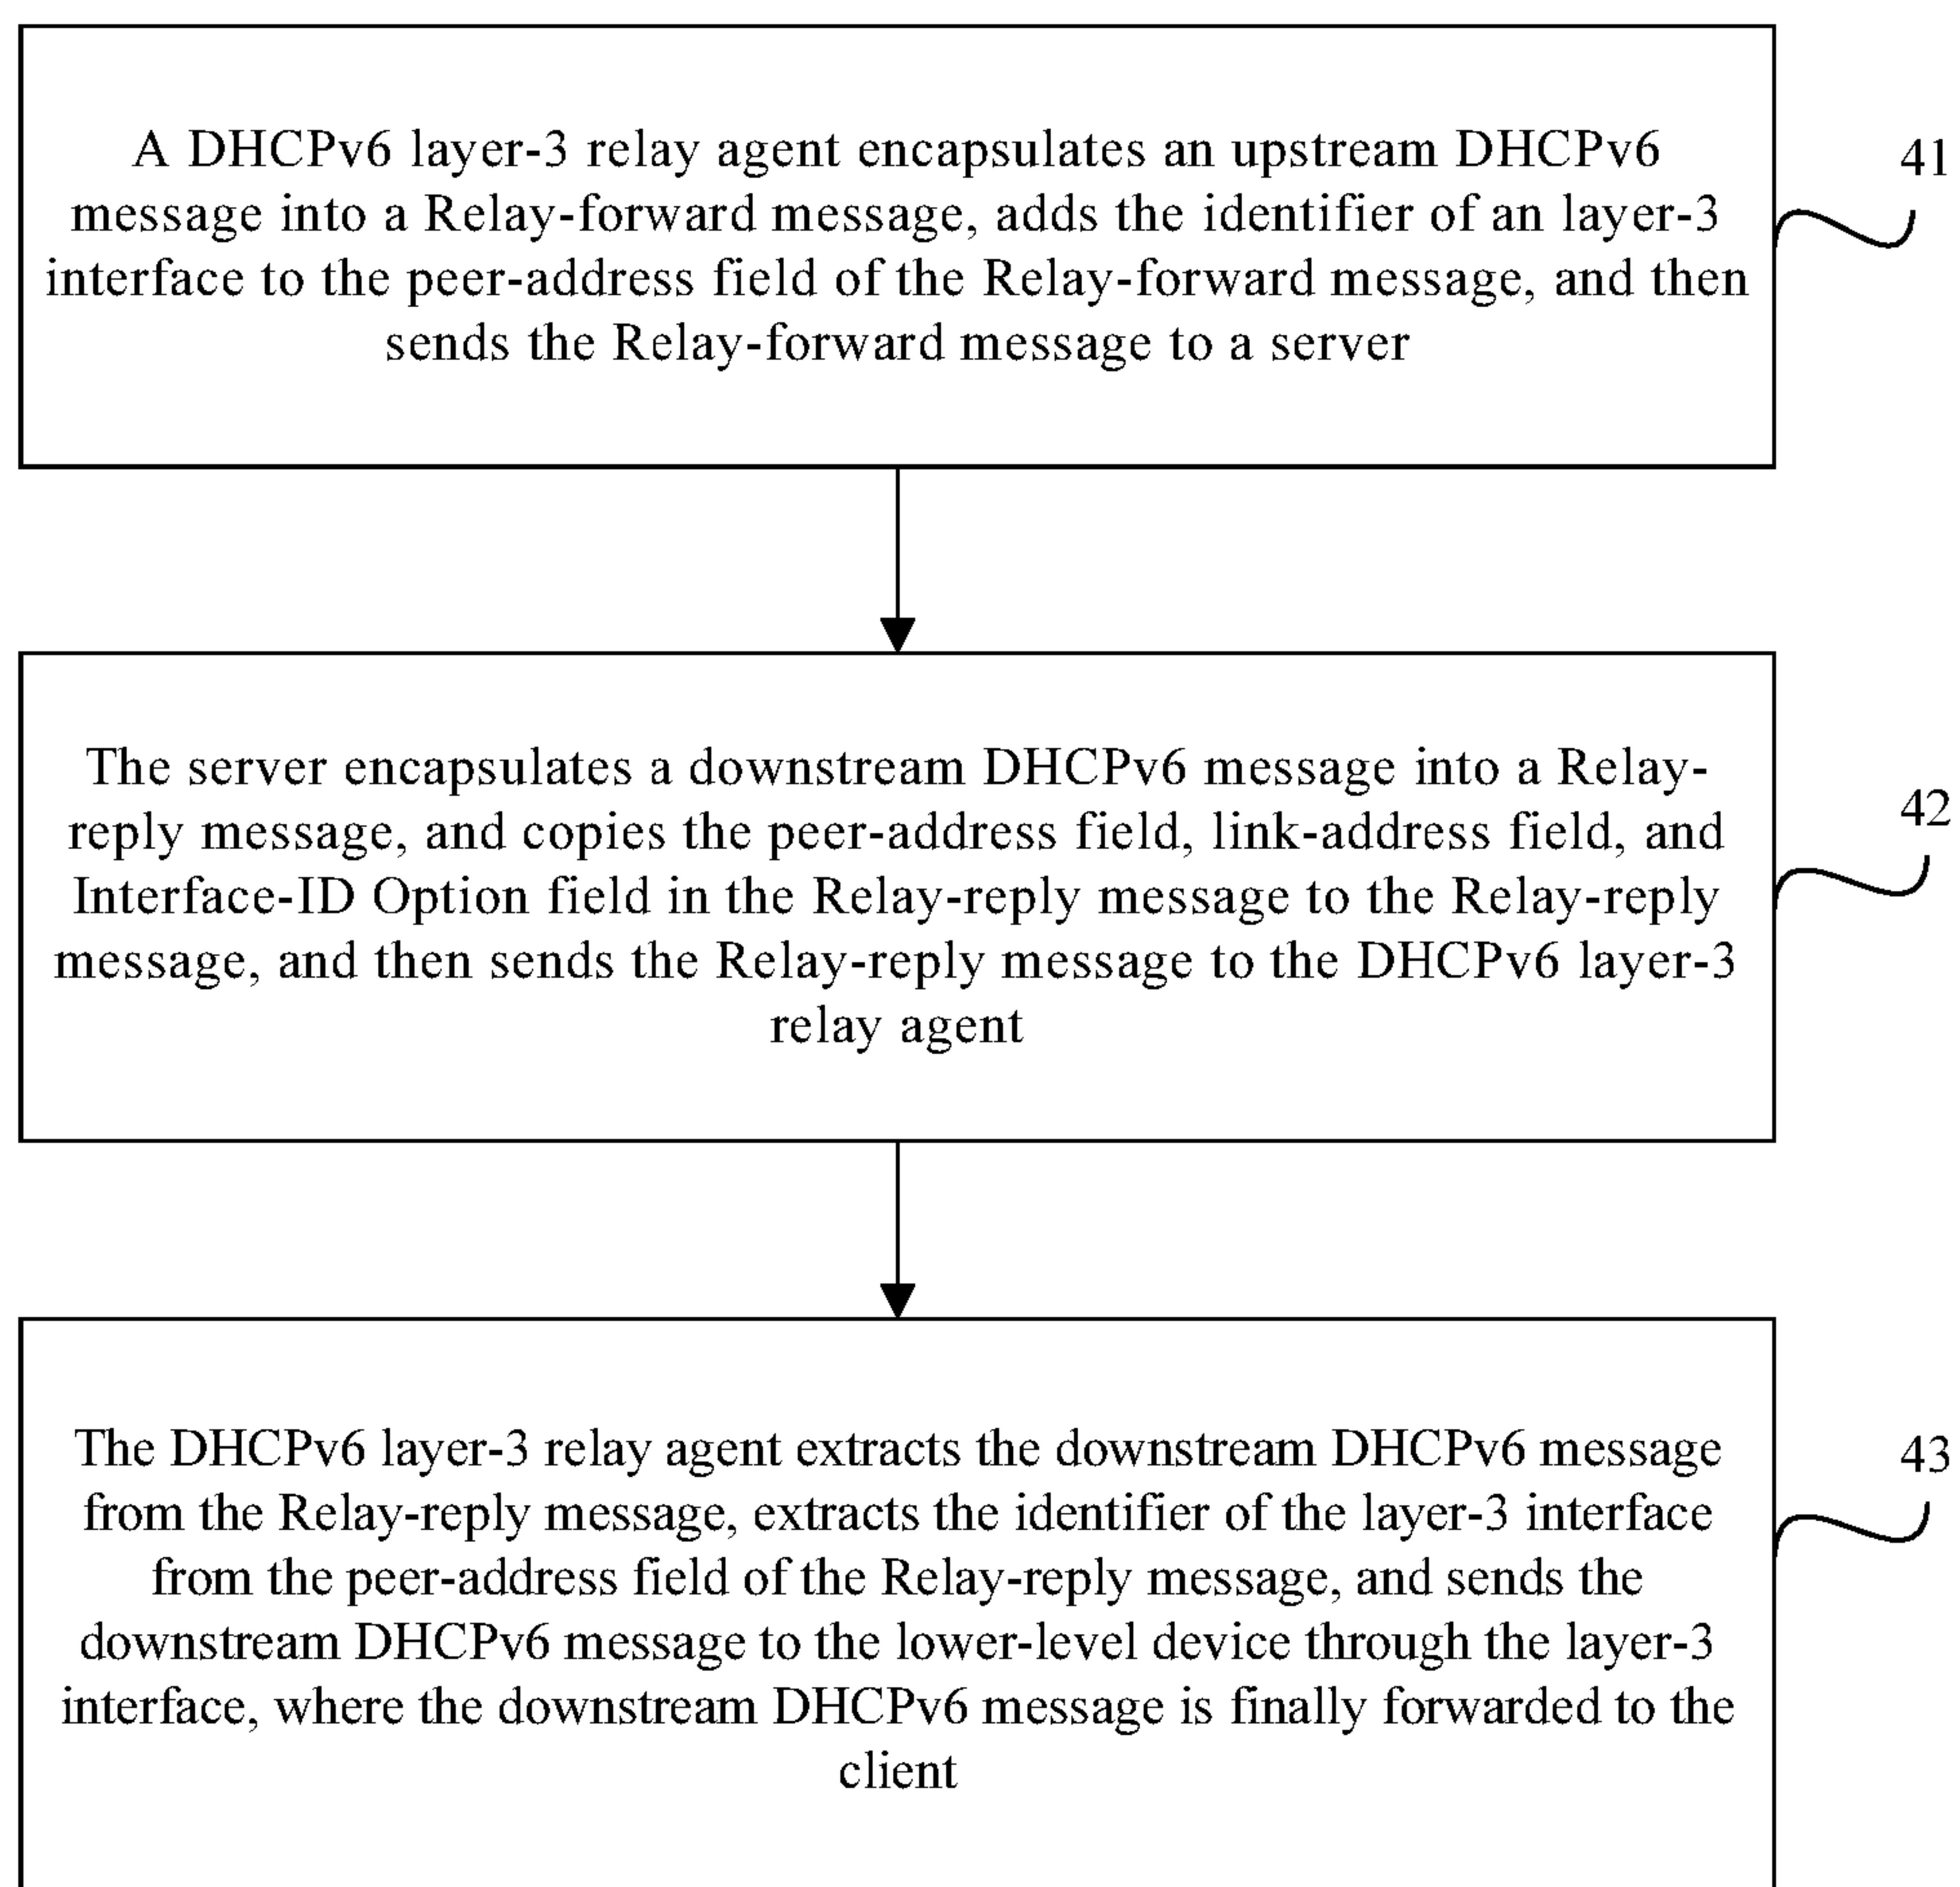 A DHCPv6 layer-3 relay agent encapsulates an upstream DHCPv6
message into a Relay-forward message, adds the identifier of an layer-3
interface to the peer-address field of the Relay-forward message, and then
sends the Relay-forward message to a server
41
The server encapsulates a downstream DHCPv6 message into a Relay-
reply message, and copies the peer-address field, link-address field, and
Interface-ID Option field in the Relay-reply message to the Relay-reply
message, and then sends the Relay-reply message to the DHCPv6 layer-3
relay agent
42
The DHCPv6 layer-3 relay agent extracts the downstream DHCPv6 message
from the Relay-reply message, extracts the identifier of the layer-3 interface
from the peer-address field of the Relay-reply message, and sends the
downstream DHCPv6 message to the lower-level device through the layer-3
interface, where the downstream DHCPv6 message is finally forwarded to the
client
43